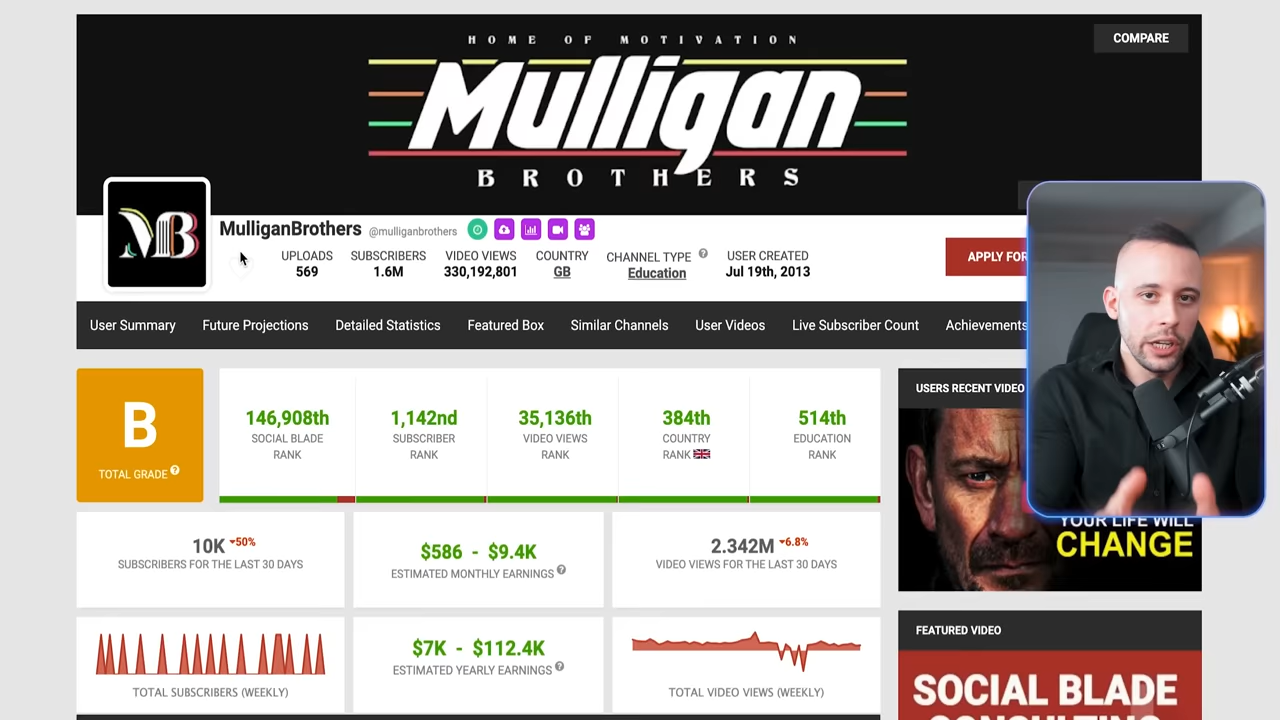 HOME OF MOTIVATION
COMPARE
Mulligan
BROTHERS
MB
MulliganBrothers @mulliganbrothers
UPLOADS SUBSCRIBERS VIDEO VIEWS COUNTRY CHANNEL TYPE ? USER CREATED
569 1.6M 330,192,801 GB Education Jul 19th, 2013
APPLY FOR
User Summary Future Projections Detailed Statistics Featured Box Similar Channels User Videos Live Subscriber Count Achievements
B
TOTAL GRADE ?
146,908th 1,142nd 35,136th 384th 514th
SOCIAL BLADE SUBSCRIBER VIDEO VIEWS COUNTRY EDUCATION
RANK RANK RANK RANK RANK
USERS RECENT VIDEO
YOUR LIFE WILL
CHANGE
10K -50%
SUBSCRIBERS FOR THE LAST 30 DAYS
$586 - $9.4K
ESTIMATED MONTHLY EARNINGS ?
2.342M -6.8%
VIDEO VIEWS FOR THE LAST 30 DAYS
TOTAL SUBSCRIBERS (WEEKLY)
$7K - $112.4K
ESTIMATED YEARLY EARNINGS ?
TOTAL VIDEO VIEWS (WEEKLY)
FEATURED VIDEO
SOCIAL BLADE
CONSULTING